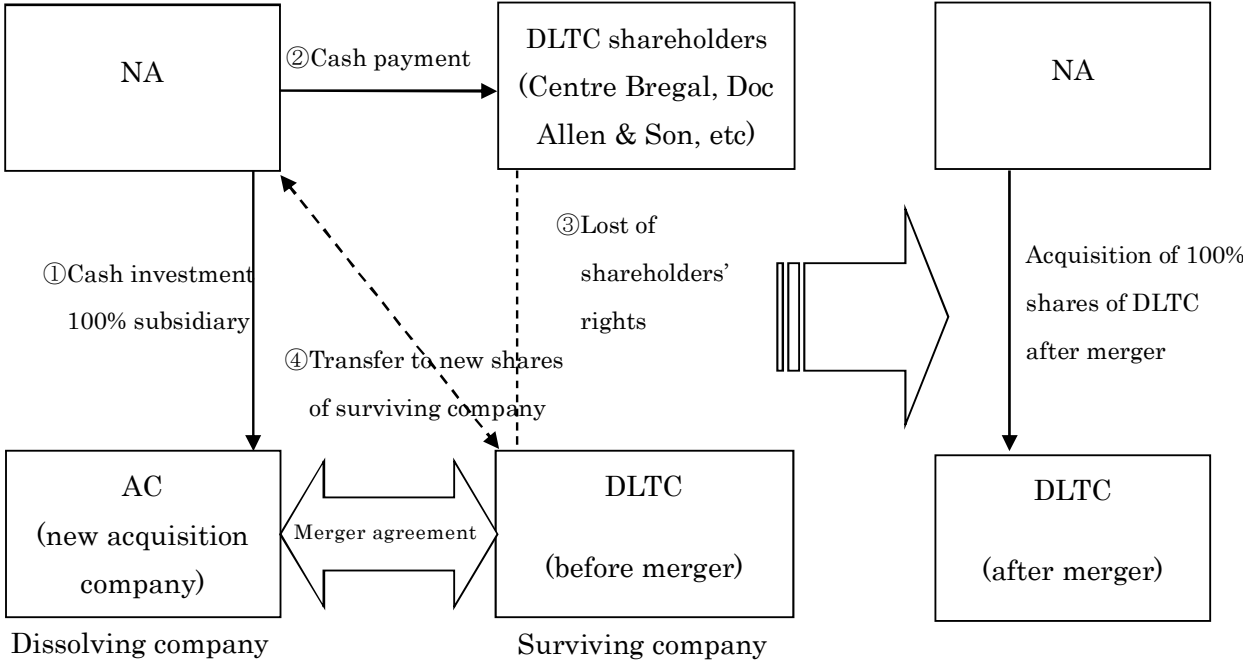 NA
②Cash payment
DLTC shareholders
(Centre Bregal, Doc
Allen & Son, etc)
NA
①Cash investment
100% subsidiary
③Lost of
shareholders’
rights
④Transfer to new shares
of surviving company
Acquisition of 100%
shares of DLTC
after merger
AC
(new acquisition
company)
Merger agreement
DLTC
(before merger)
DLTC
(after merger)
Dissolving company
Surviving company